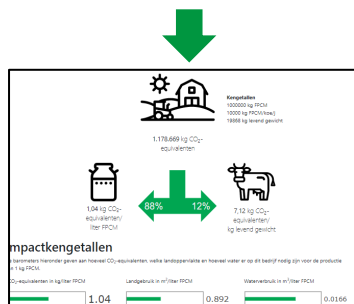 Kengetallen
1000000 kg FPCM
10000 kg FPCM/koe/j
19868 kg levend gewicht
1.178.669 kg CO₂-
equivalenten
88%
12%
1,04 kg CO₂-
equivalenten/
liter FPCM
7,12 kg CO₂-
equivalenten/
kg levend gewicht
mpactkengetallen
barometers hieronder geven aan hoeveel CO₂-equivalenten, welke landoppervlakte en hoeveel water er op dit bedrijf nodig zijn voor de productie
n 1 kg FPCM.
CO₂-equivalenten in kg/liter FPCM
Landgebruik in m²/liter FPCM
Waterverbruik in m³/liter FPCM
1.04
0.892
0.0166